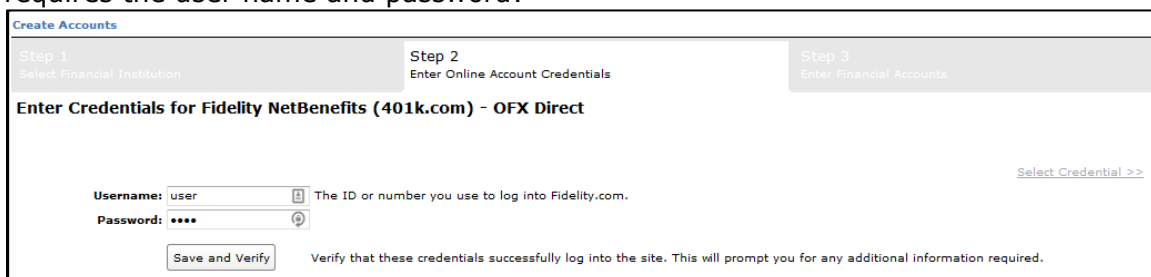 requires the user name and password.
Create Accounts
Step 1
Select Financial Institution
Step 2
Enter Online Account Credentials
Step 3
Enter Financial Accounts
Enter Credentials for Fidelity NetBenefits (401k.com) - OFX Direct
Select Credential >>
Username: user The ID or number you use to log into Fidelity.com.
Password: ••••
Save and Verify Verify that these credentials successfully log into the site. This will prompt you for any additional information required.